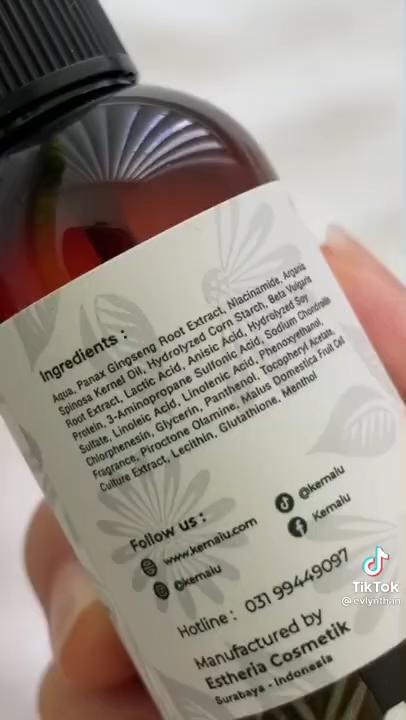 Ingredients :
Aqua, Panax Gingoseng Root Extract, Niacinamide, Argania
Spinosa Kernel Oil, Hydrolyzed Corn Starch, Beta Vulgaris
Root Extract, Lactic Acid, Anisic Acid, Hydrolyzed Soy
Protein, 3-Aminopropane Sulfonic Acid, Sodium Chondroitin
Sulfate, Linoleic Acid, Linolenic Acid, Phenoxyethanol,
Chlorphenesin, Glycerin, Panthenol, Tocopheryl Acetate,
Fragrance, Piroctone Olamine, Malus Domestica Fruit Cell
Culture Extract, Lecithin, Glutathione, Menthol
Follow us :
www.kemalu.com
@kemalu
@kemalu
Kemalu
Hotline : 031 99449097
Manufactured by
Estheria Cosmetik
Surabaya - Indonesia
TikTok
@evlynthan